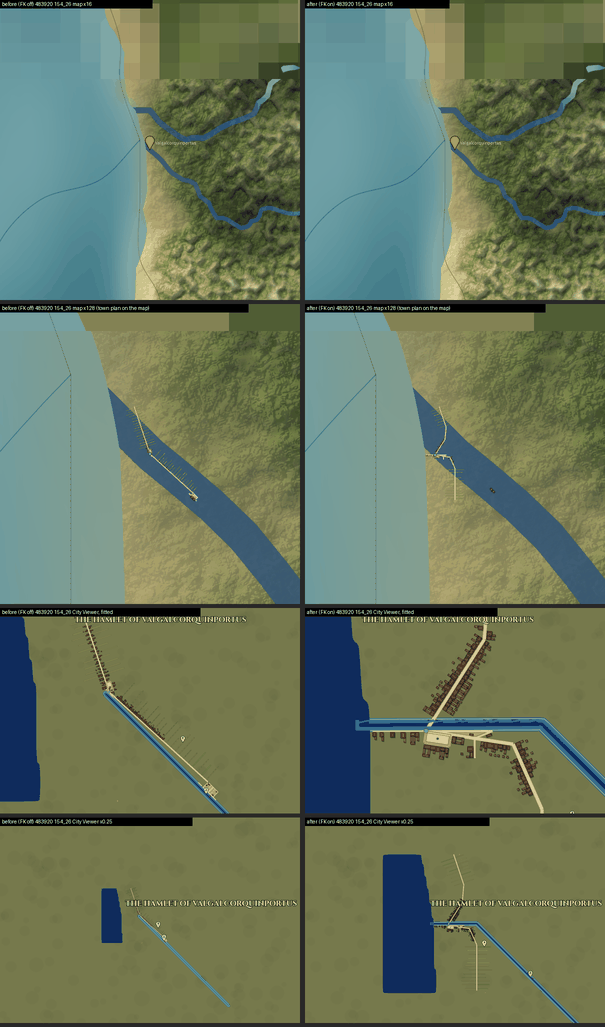 before (FK off) 483920 154_26 map x16
after (FK on) 483920 154_26 map x16
before (FK off) 483920 154_26 map x128 (town plan on the map)
after (FK on) 483920 154_26 map x128 (town plan on the map)
before (FK off) 483920 154_26 City Viewer, fitted
after (FK on) 483920 154_26 City Viewer, fitted
THE HAMLET OF VALGALCORQUINPORTUS
THE HAMLET OF VALGALCORQUINPORTUS
before (FK off) 483920 154_26 City Viewer x0.25
after (FK on) 483920 154_26 City Viewer x0.25
THE HAMLET OF VALGALCORQUINPORTUS
THE HAMLET OF VALGALCORQUINPORTUS